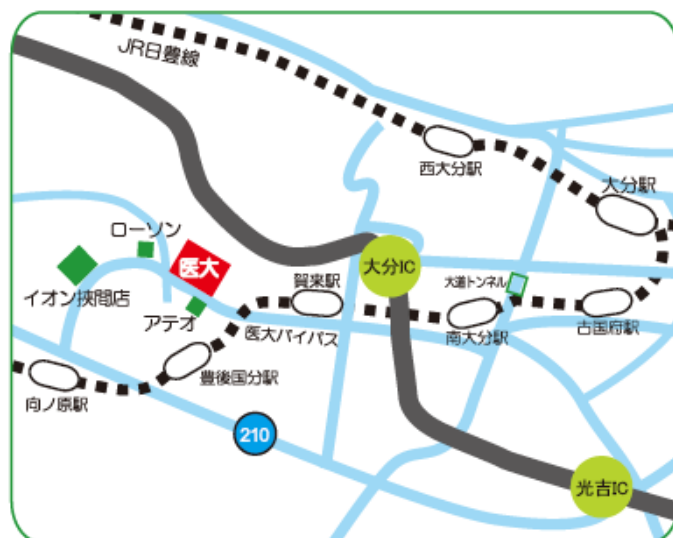 JR日豊線
西大分駅
大分駅
ローソン
医大
大分IC
賀来駅
大道トンネル
イオン挾間店
アテオ
医大バイパス
南大分駅
古国府駅
豊後国分駅
向ノ原駅
210
光吉IC